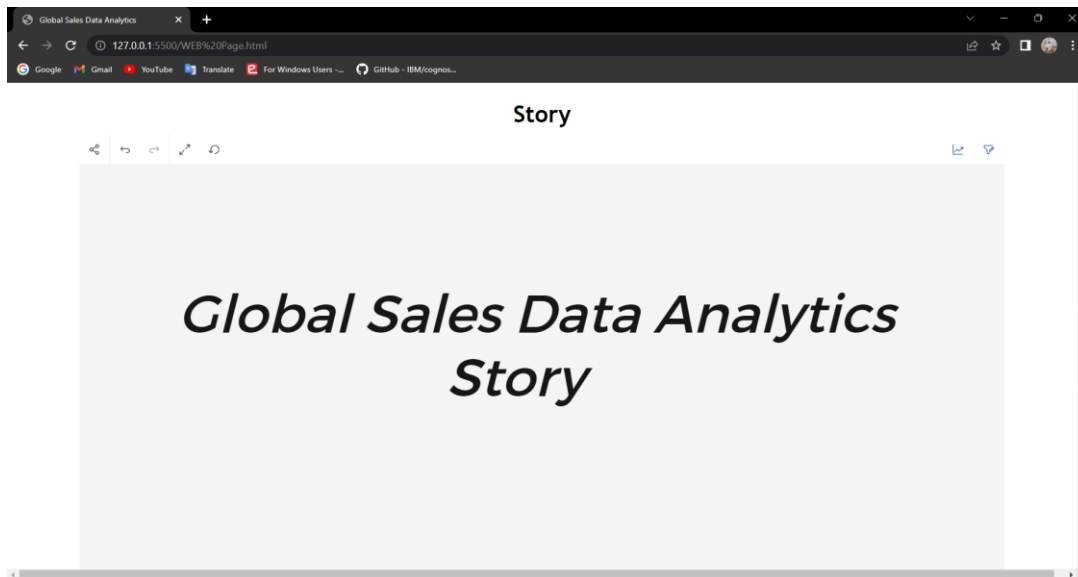 Global Sales Data Analytics
127.0.0.1:5500/WEB%20Page.html
Google Gmail YouTube Translate For Windows Users -... GitHub - IBM/cognos...
Story
Global Sales Data Analytics
Story